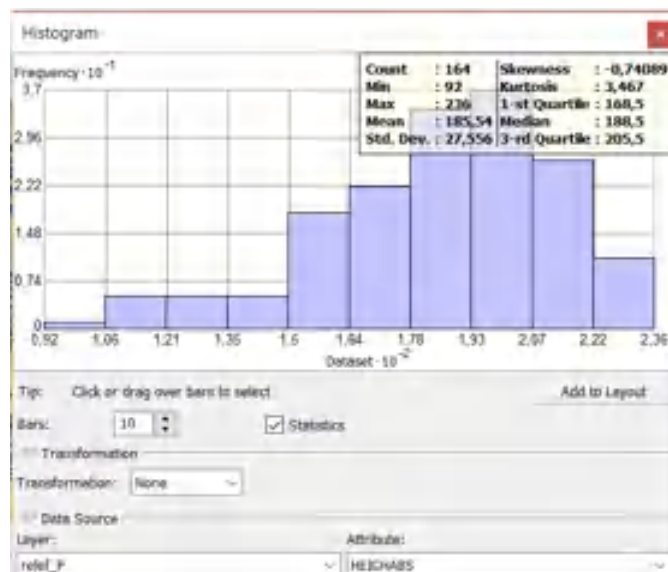 Histogram
Frequency · 10⁻¹
Count : 164 Skewness : -0,74089
Min : 92 Kurtosis : 3,467
Max : 236 1-st Quartile : 168,5
Mean : 185,54 Median : 188,5
Std. Dev. : 27,556 3-rd Quartile : 205,5
3,7
2,96
2,22
1,48
0,74
0
0,92 1,06 1,21 1,35 1,5 1,64 1,78 1,93 2,07 2,22 2,36
Dataset · 10⁻²
Tip: Click or drag over bars to select Add to Layout
Bars: 10 Statistics
Transformation
Transformation: None
Data Source
Layer: Attribute:
relief_P HEIGHABS